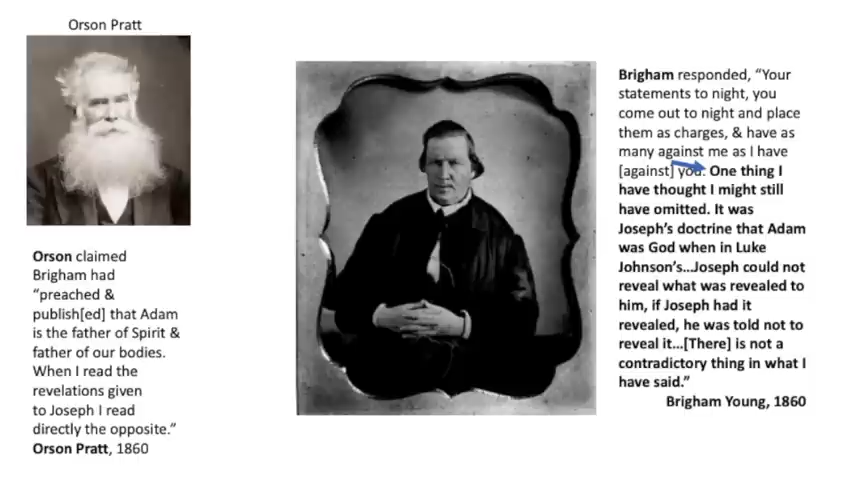 Orson Pratt
Orson claimed
Brigham had
“preached &
publish[ed] that Adam
is the father of Spirit &
father of our bodies.
When I read the
revelations given
to Joseph I read
directly the opposite.”
Orson Pratt, 1860
Brigham responded, “Your
statements to night, you
come out to night and place
them as charges, & have as
many against me as I have
[against] you. One thing I
have thought I might still
have omitted. It was
Joseph’s doctrine that Adam
was God when in Luke
Johnson’s…Joseph could not
reveal what was revealed to
him, if Joseph had it
revealed, he was told not to
reveal it…[There] is not a
contradictory thing in what I
have said.”
Brigham Young, 1860